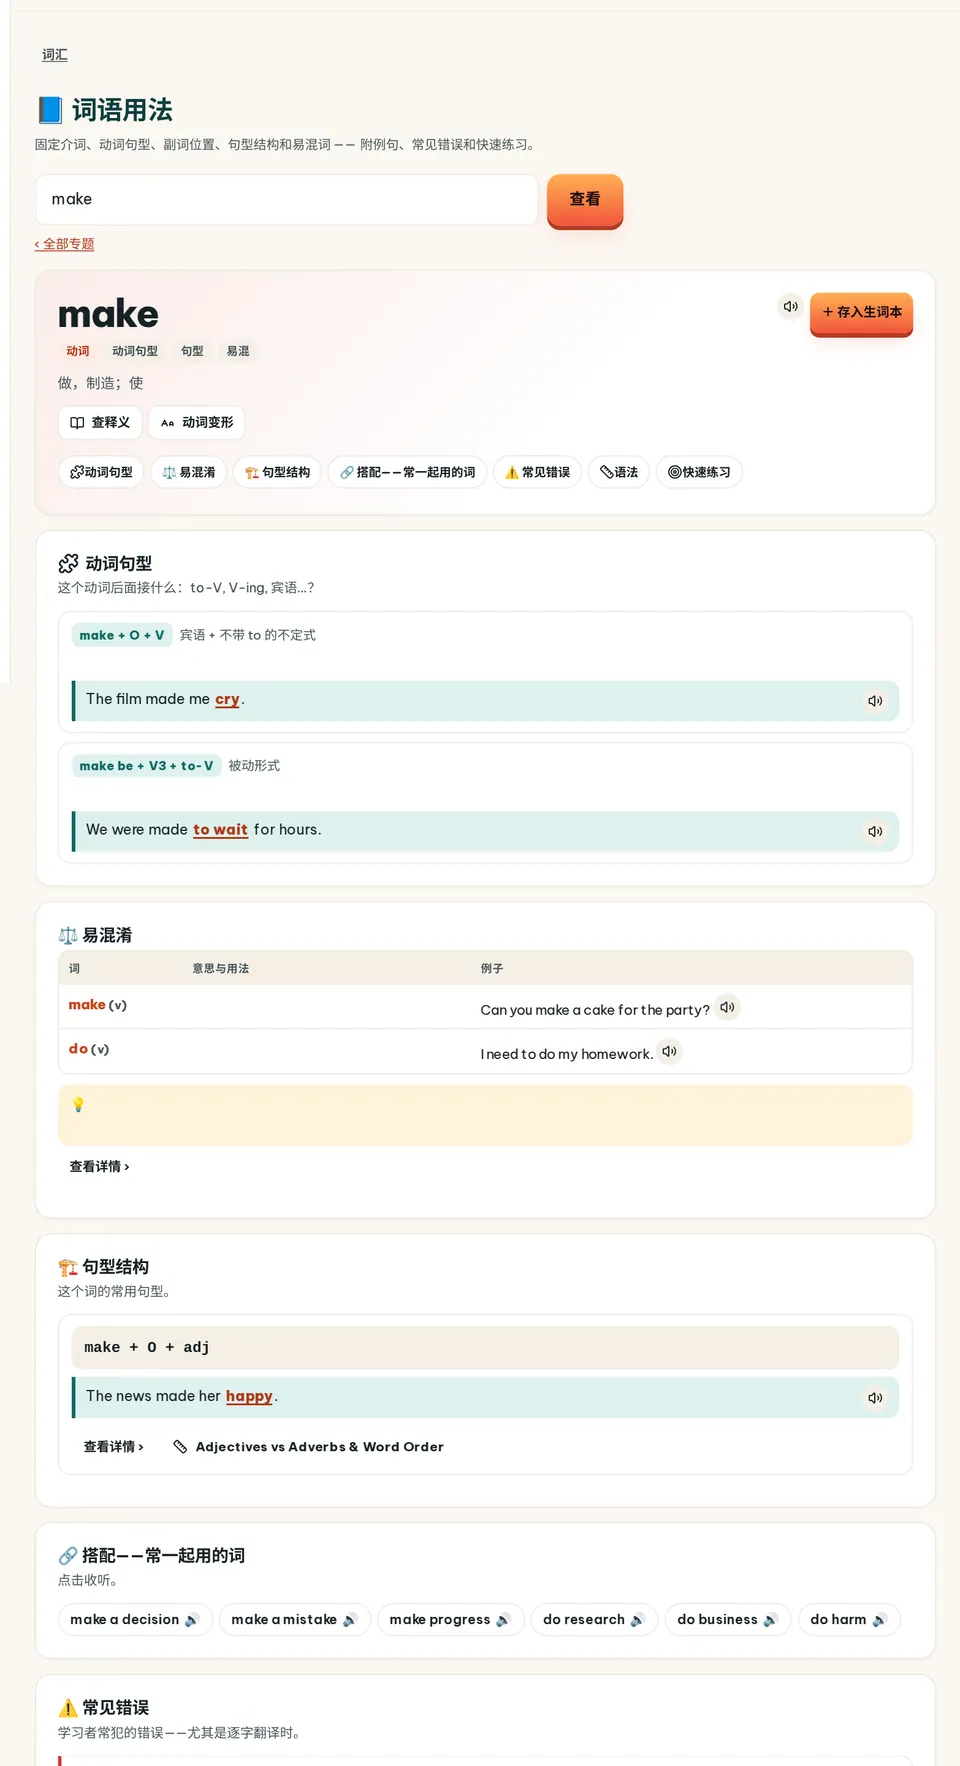 词汇
📘 词语用法
固定介词、动词句型、副词位置、句型结构和易混词 —— 附例句、常见错误和快速练习。
make
查看
‹ 全部专题
make
+ 存入生词本
动词 动词句型 句型 易混
做，制造；使
查释义 Aa 动词变形
动词句型 ⚖️ 易混淆 🏗️ 句型结构 🔗 搭配——常一起用的词 ⚠️ 常见错误 语法 快速练习
动词句型
这个动词后面接什么：to-V, V-ing, 宾语...？
make + O + V 宾语 + 不带 to 的不定式
The film made me cry.
make be + V3 + to-V 被动形式
We were made to wait for hours.
⚖️ 易混淆
词 意思与用法 例子
make (v) Can you make a cake for the party?
do (v) I need to do my homework.
💡
查看详情 ›
🏗️ 句型结构
这个词的常用句型。
make + O + adj
The news made her happy.
查看详情 › Adjectives vs Adverbs & Word Order
🔗 搭配——常一起用的词
点击收听。
make a decision 🔊 make a mistake 🔊 make progress 🔊 do research 🔊 do business 🔊 do harm 🔊
⚠️ 常见错误
学习者常犯的错误——尤其是逐字翻译时。